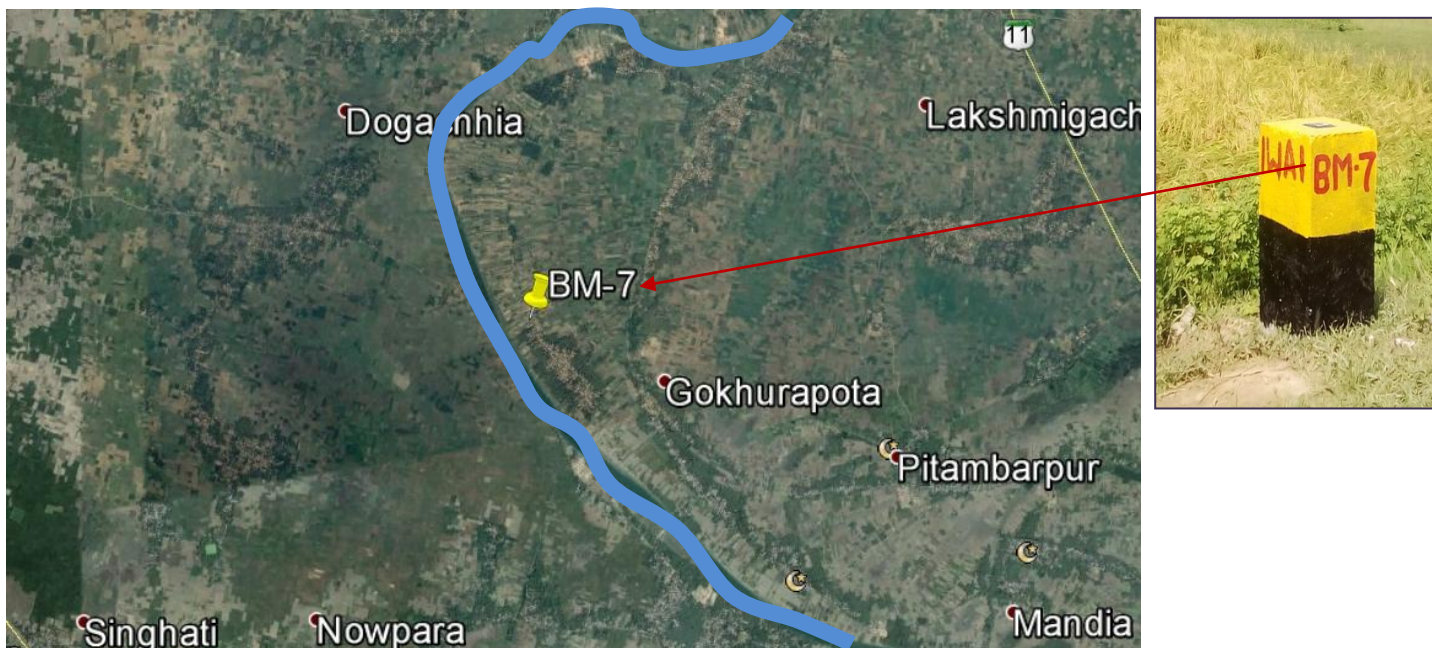 11
Dogachhia
Lakshmigach
BM-7
Gokhurapota
Pitambarpur
Singhati
Nowpara
Mandia
IWAI
BM-7